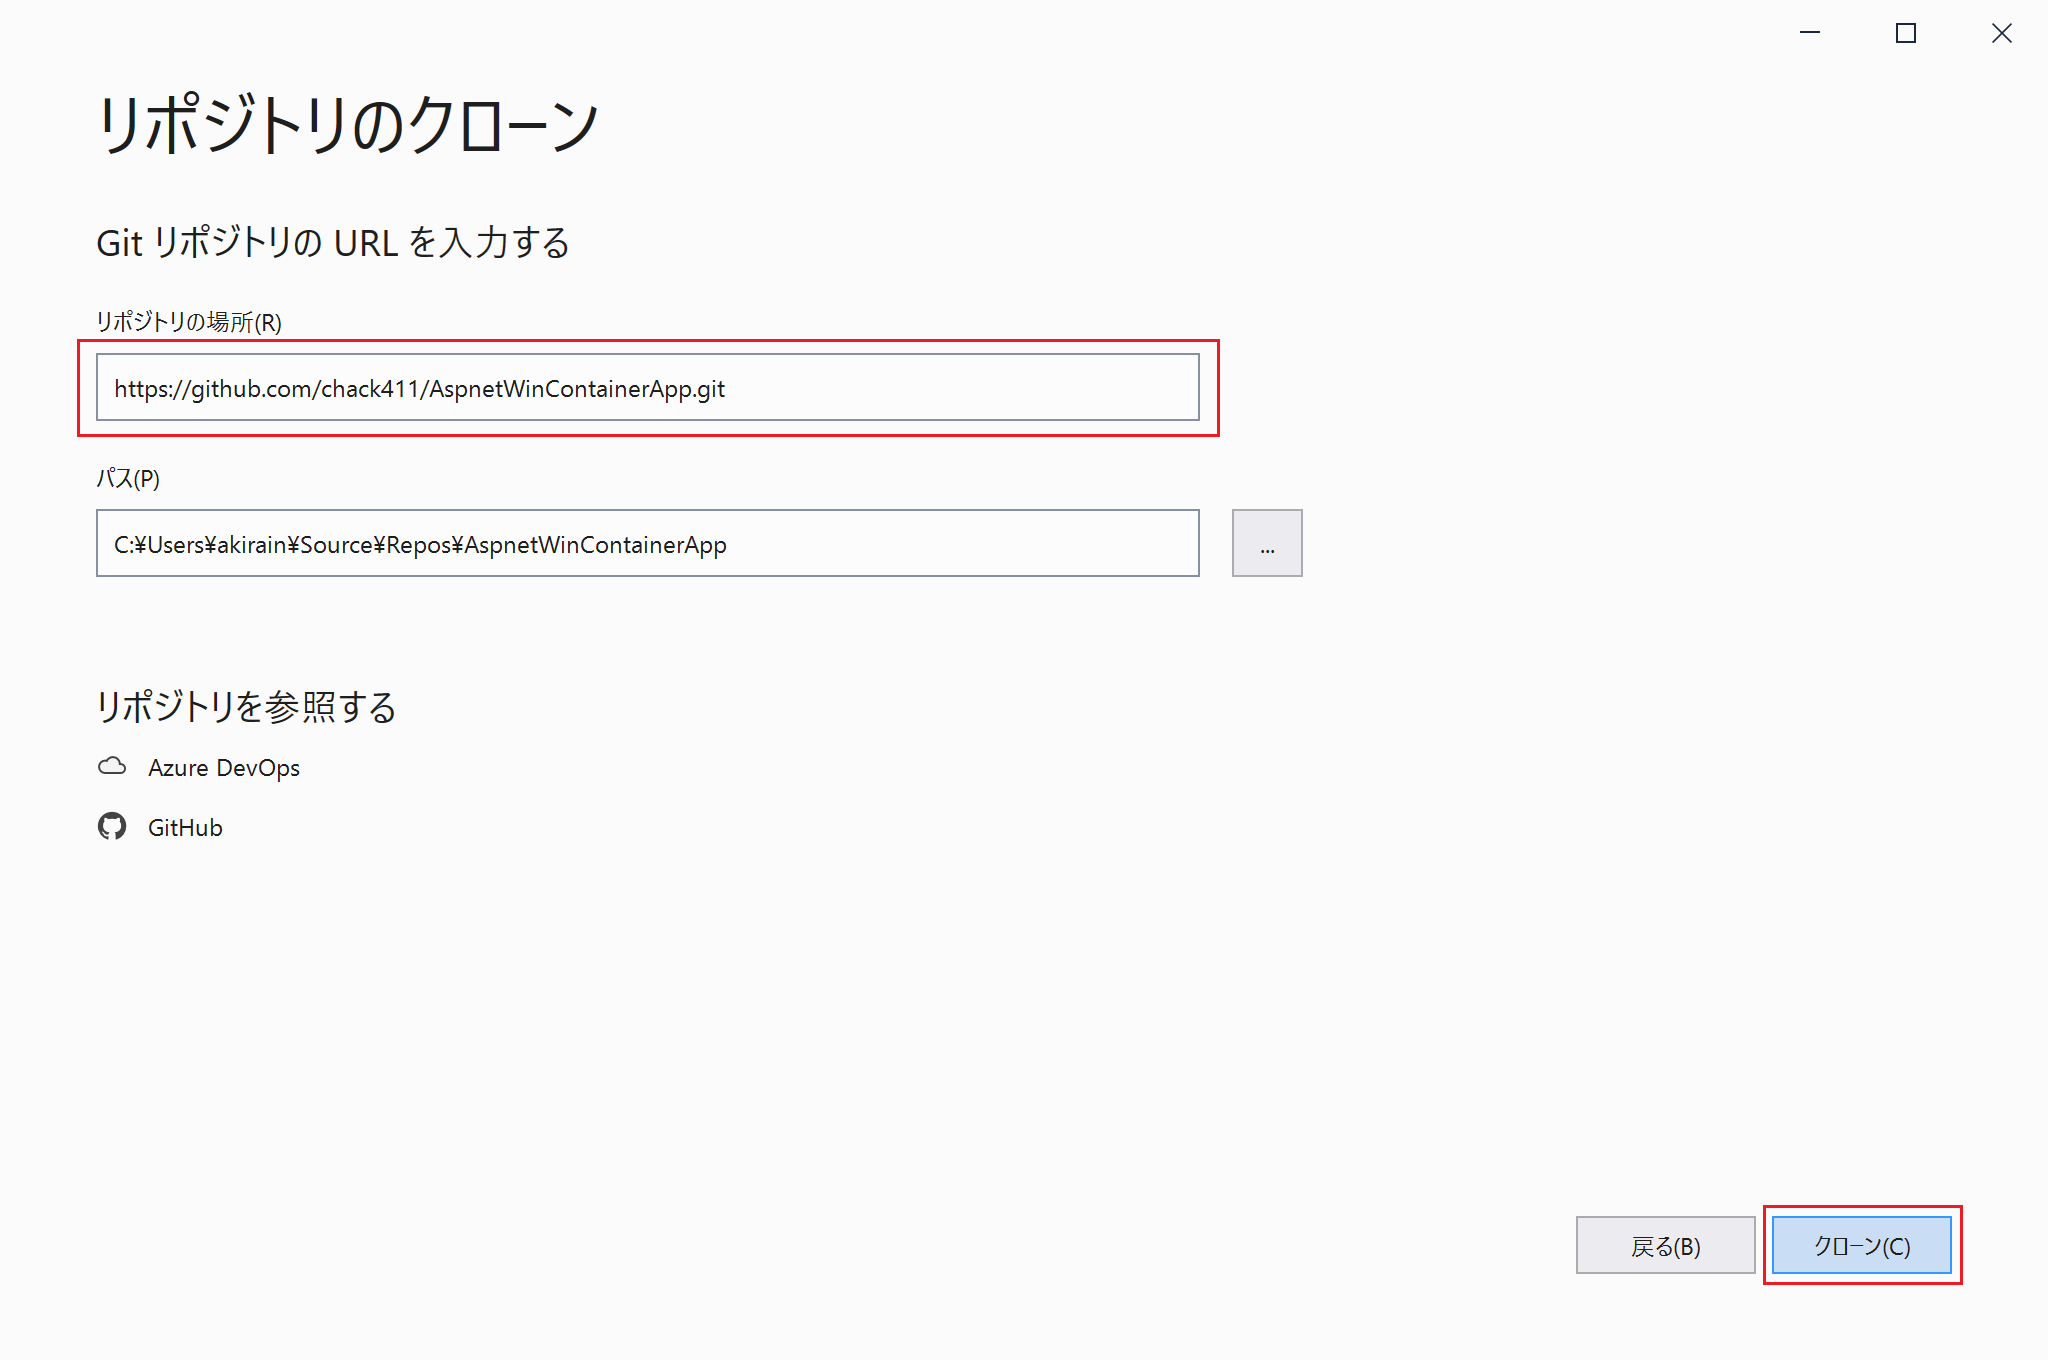 リポジトリのクローン
Git リポジトリの URL を入力する
リポジトリの場所(R)
https://github.com/chack411/AspnetWinContainerApp.git
パス(P)
C:¥Users¥akirain¥Source¥Repos¥AspnetWinContainerApp
...
リポジトリを参照する
Azure DevOps
GitHub
戻る(B)
クローン(C)